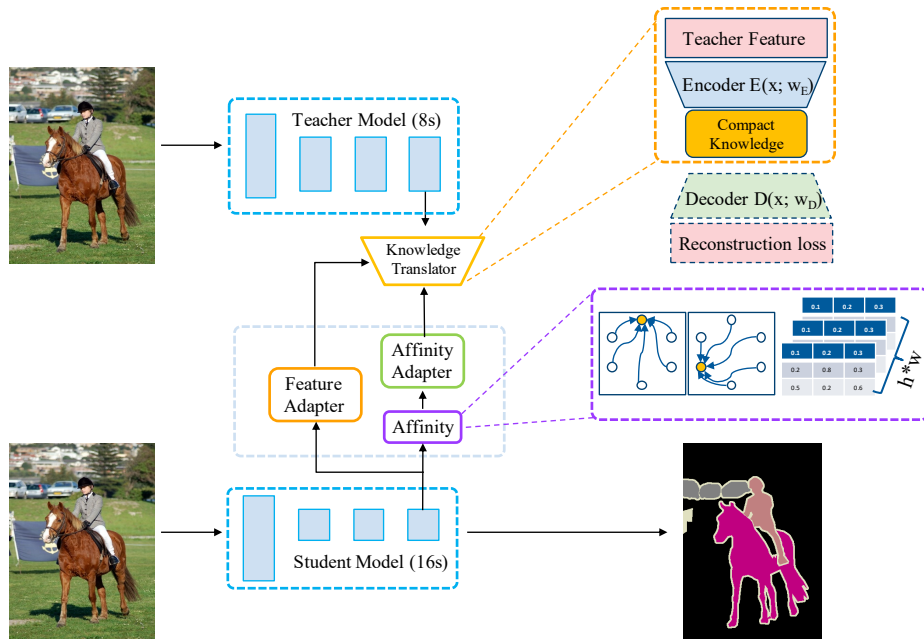 Teacher Feature
Encoder E(x; w_E)
Compact
Knowledge
Decoder D(x; w_D)
Reconstruction loss
Teacher Model (8s)
Knowledge
Translator
Affinity
Adapter
Feature
Adapter
Affinity
0.1 0.2 0.3
0.1 0.2 0.3
0.1 0.2 0.3
0.2 0.8 0.3
0.5 0.2 0.6
h*w
Student Model (16s)